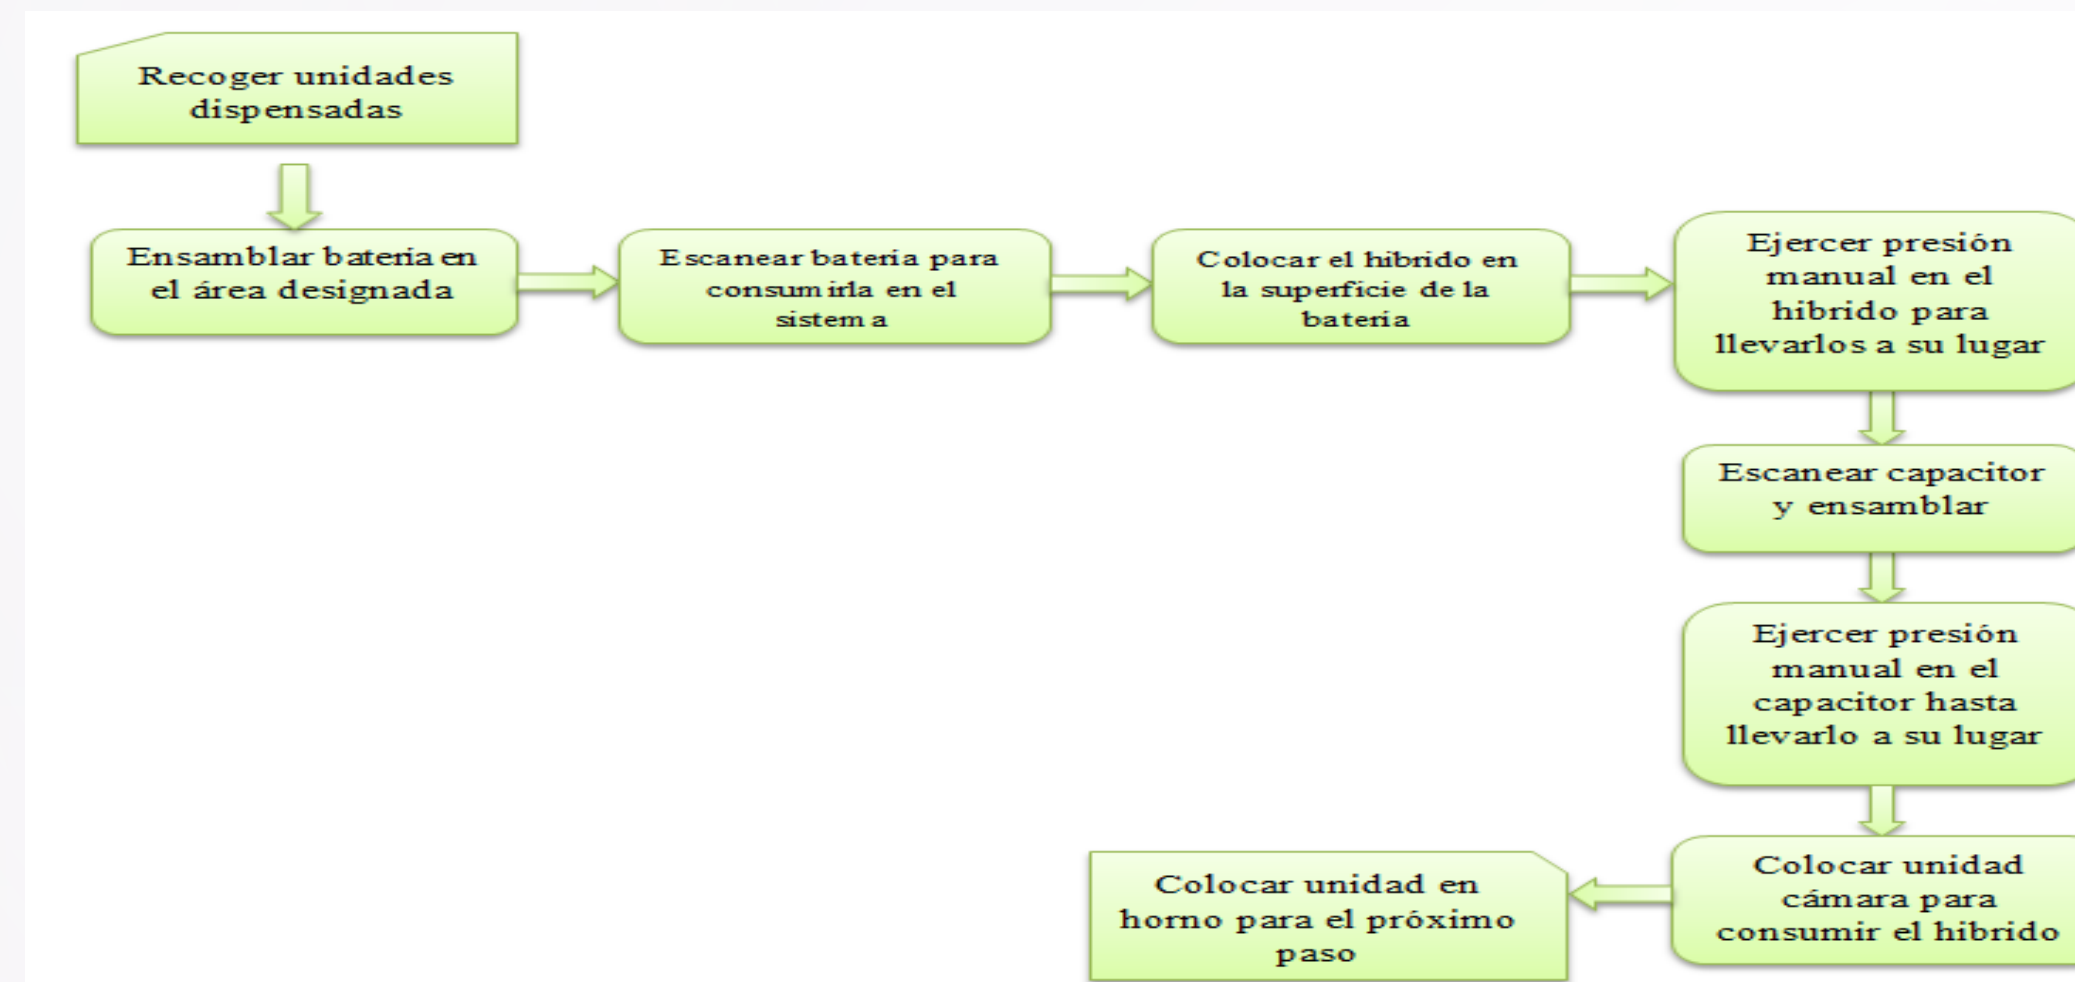 Recoger unidades
dispensadas
Ensamblar batería en
el área designada
Escanear bateria para
consumirla en el
sistema
Colocar el hibrido en
la superficie de la
bateria
Ejercer presión
manual en el
hibrido para
llevarlos a su lugar
Escanear capacitor
y ensamblar
Ejercer presión
manual en el
capacitor hasta
llevarlo a su lugar
Colocar unidad
cámara para
consumir el hibrido
Colocar unidad en
horno para el próximo
paso